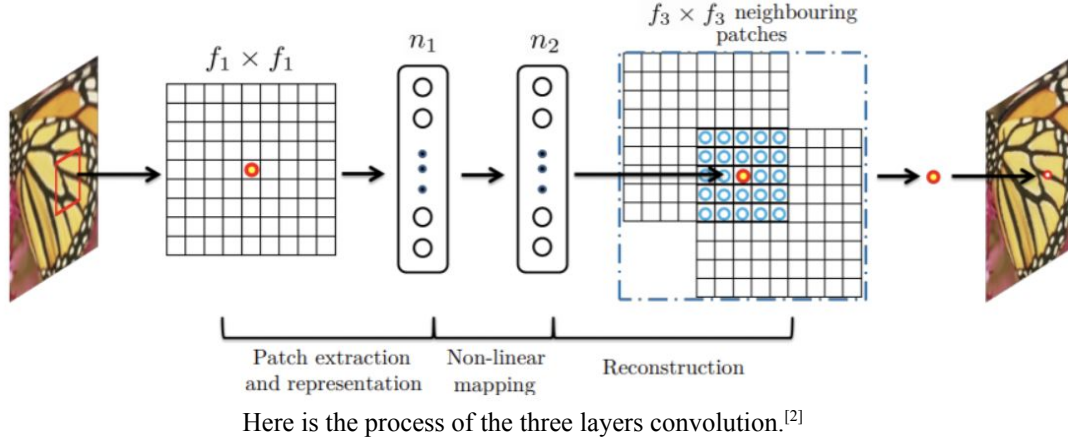 f₃ × f₃ neighbouring
patches
f₁ × f₁
n₁
n₂
Patch extraction
and representation
Non-linear
mapping
Reconstruction
Here is the process of the three layers convolution.[2]